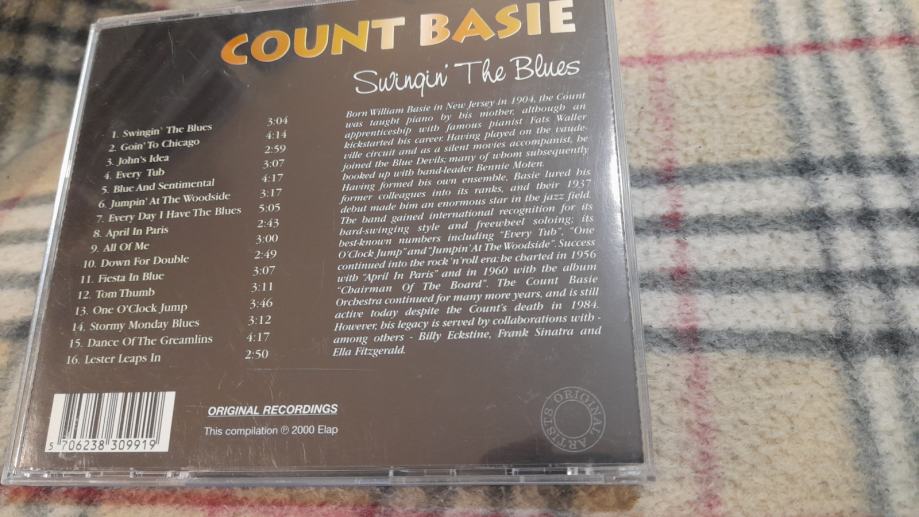 COUNT BASIE
Swingin' The Blues
1. Swingin' The Blues 3:04
2. Goin' To Chicago 4:14
3. John's Idea 2:59
4. Every Tub 3:07
5. Blue And Sentimental 4:17
6. Jumpin' At The Woodside 3:17
7. Every Day I Have The Blues 5:05
8. April In Paris 2:43
9. All Of Me 3:00
10. Down For Double 2:49
11. Fiesta In Blue 3:07
12. Tom Thumb 3:11
13. One O'Clock Jump 3:46
14. Stormy Monday Blues 3:12
15. Dance Of The Greamlins 4:17
16. Lester Leaps In 2:50
Born William Basie in New Jersey in 1904, the Count
was taught piano by his mother, although an
apprenticeship with famous pianist Fats Waller
kickstarted his career. Having played on the vaude-
ville circuit and as a silent movies accompanist, he
joined the Blue Devils; many of whom subsequently
hooked up with band-leader Bennie Moten.
Having formed his own ensemble, Basie lured his
former colleagues into its ranks, and their 1937
debut made him an enormous star in the jazz field.
The band gained international recognition for its
hard-swinging style and freewheel soloing; its
best-known numbers including "Every Tub", "One
O'Clock Jump" and "Jumpin' At The Woodside". Success
continued into the rock'n'roll era: he charted in 1956
with "April In Paris" and in 1960 with the album
"Chairman Of The Board". The Count Basie
Orchestra continued for many more years, and is still
active today despite the Count's death in 1984.
However, his legacy is served by collaborations with -
among others - Billy Eckstine, Frank Sinatra and
Ella Fitzgerald.
ORIGINAL RECORDINGS
This compilation ℗ 2000 Elap
5 706238 309919
ORIGINAL ARTISTS